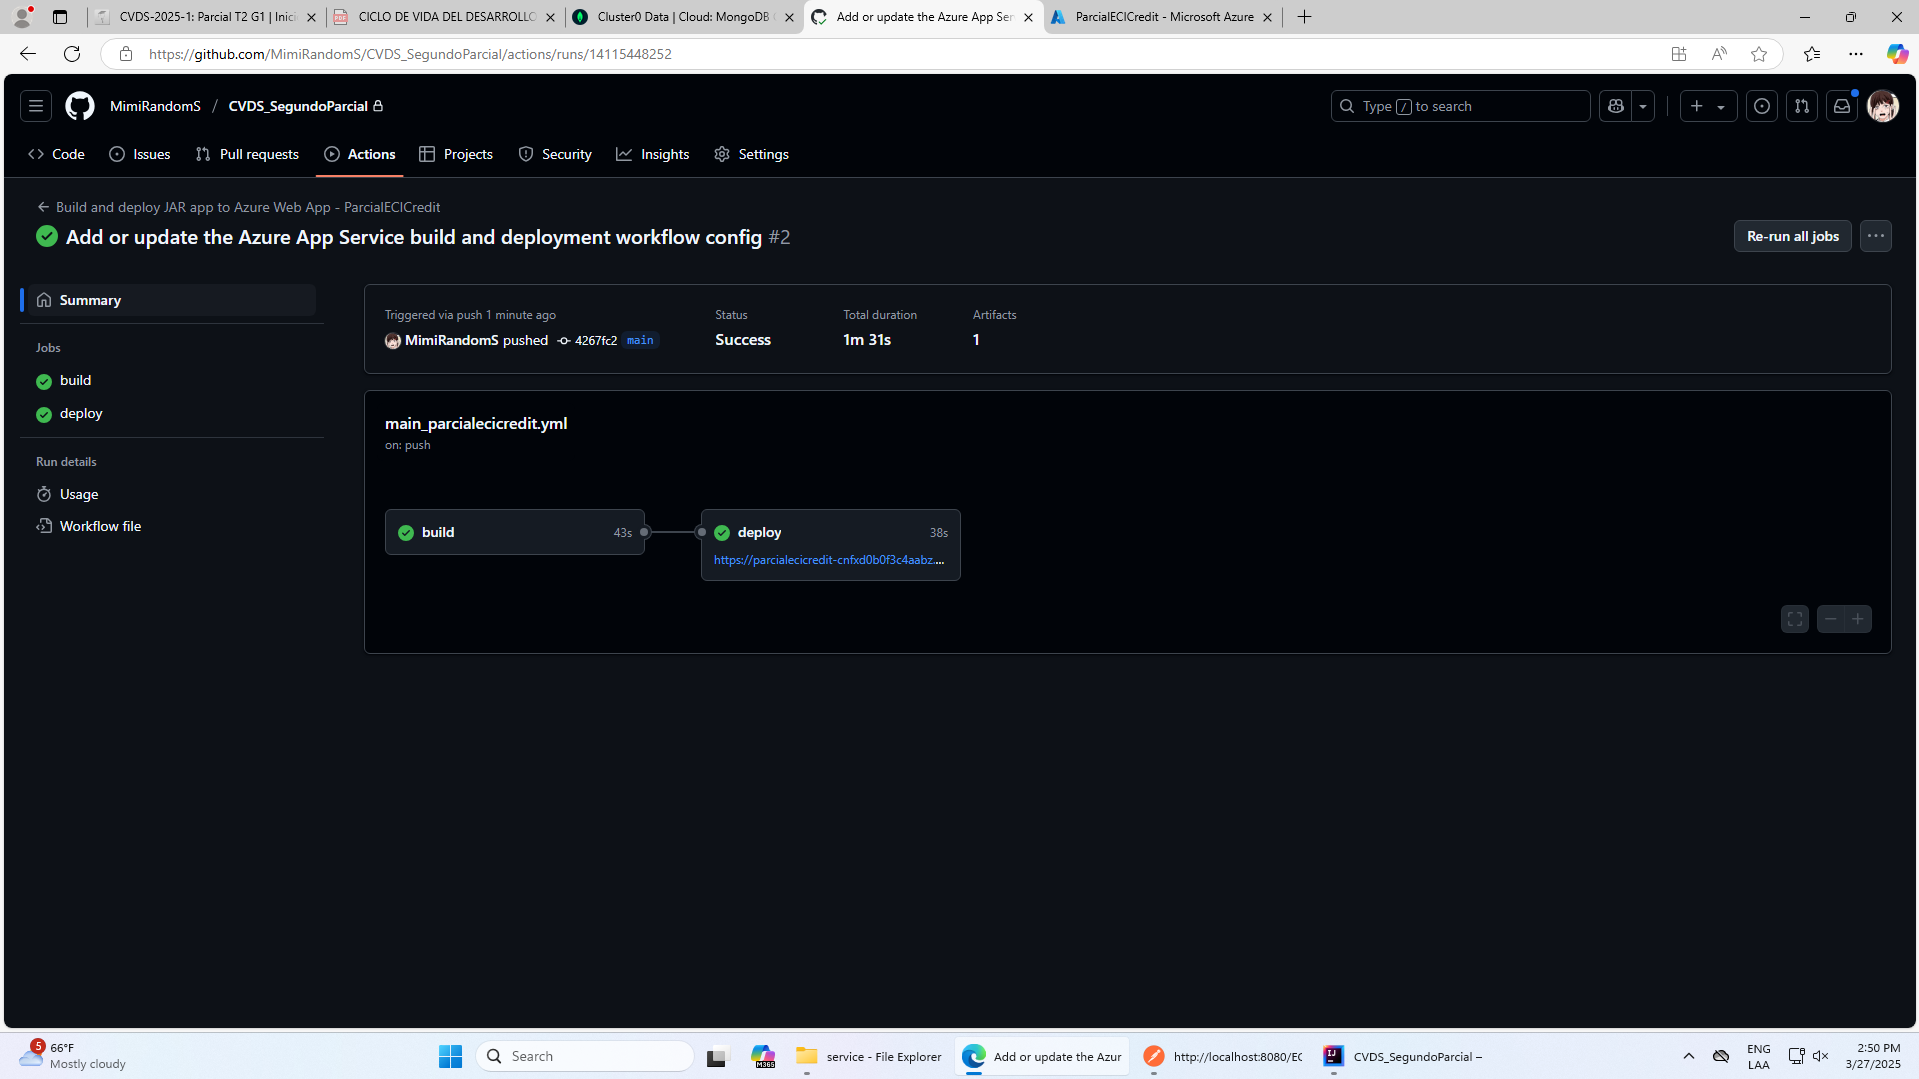 CVDS-2025-1: Parcial T2 G1 | Inici
CICLO DE VIDA DEL DESARROLLO
Cluster0 Data | Cloud: MongoDB
Add or update the Azure App Ser
ParcialECICredit - Microsoft Azure
https://github.com/MimiRandomS/CVDS_SegundoParcial/actions/runs/14115448252
MimiRandomS / CVDS_SegundoParcial
Type / to search
Code
Issues
Pull requests
Actions
Projects
Security
Insights
Settings
Build and deploy JAR app to Azure Web App - ParcialECICredit
Add or update the Azure App Service build and deployment workflow config #2
Re-run all jobs
Summary
Jobs
build
deploy
Run details
Usage
Workflow file
Triggered via push 1 minute ago
MimiRandomS pushed 4267fc2 main
Status
Success
Total duration
1m 31s
Artifacts
1
main_parcialecicredit.yml
on: push
build 43s
deploy 38s
https://parcialecicredit-cnfxd0b0f3c4aabz....
5
66°F
Mostly cloudy
Search
M365
service - File Explorer
Add or update the Azur
http://localhost:8080/EC
IJ
CVDS_SegundoParcial –
ENG
LAA
2:50 PM
3/27/2025